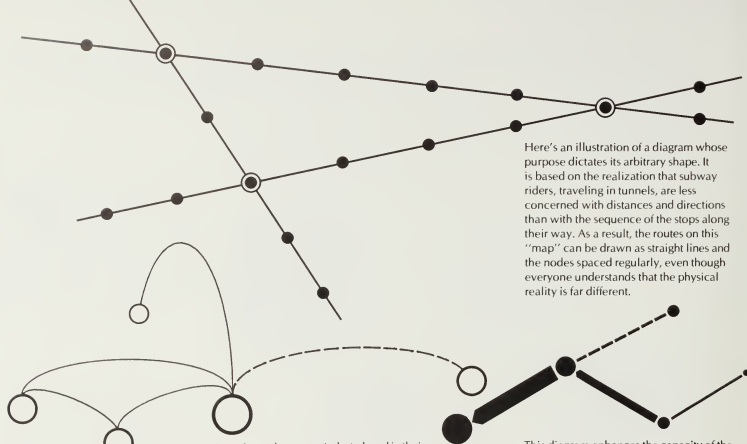 Here's an illustration of a diagram whose
purpose dictates its arbitrary shape. It
is based on the realization that subway
riders, traveling in tunnels, are less
concerned with distances and directions
than with the sequence of the stops along
their way. As a result, the routes on this
"map" can be drawn as straight lines and
the nodes spaced regularly, even though
everyone understands that the physical
reality is far different.
This diagram enhances the capacity of the